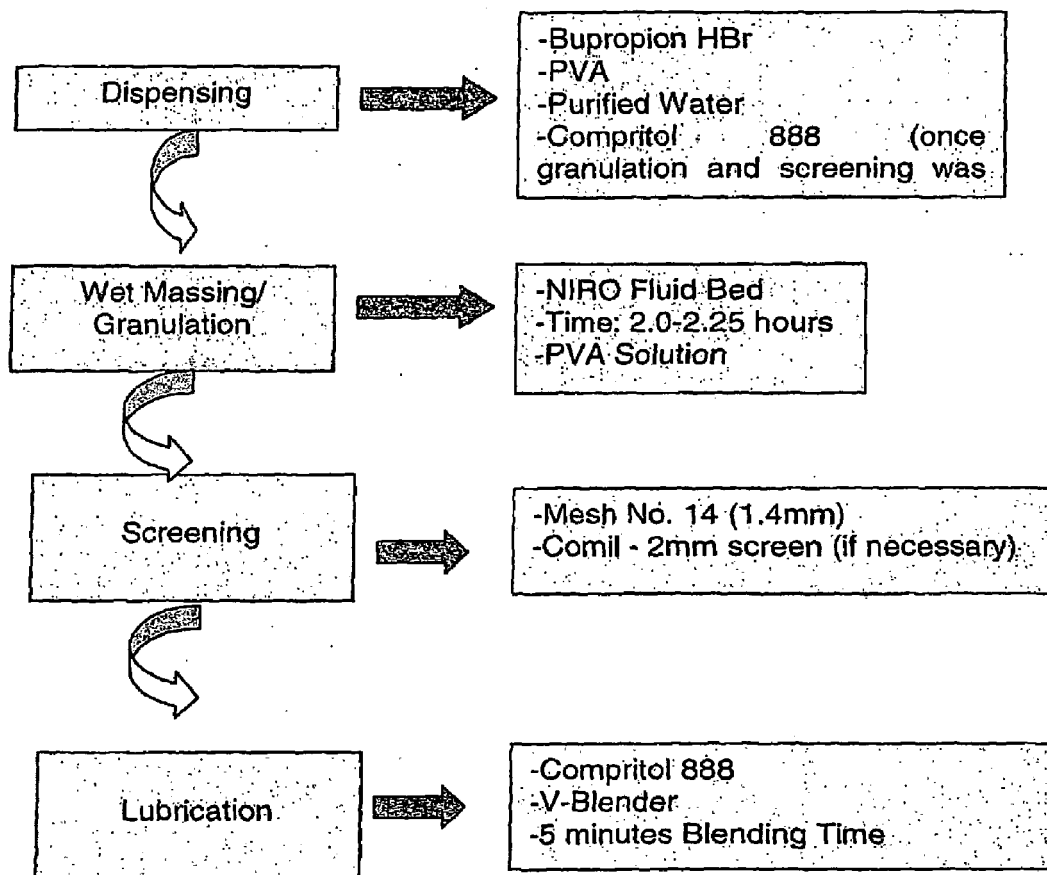 Dispensing
-Bupropion HBr
-PVA
-Purified Water
-Compritol 888 (once
granulation and screening was
Wet Massing/
Granulation
-NIRO Fluid Bed
-Time: 2.0-2.25 hours
-PVA Solution
Screening
-Mesh No. 14 (1.4mm)
-Comil - 2mm screen (if necessary)
Lubrication
-Compritol 888
-V-Blender
-5 minutes Blending Time